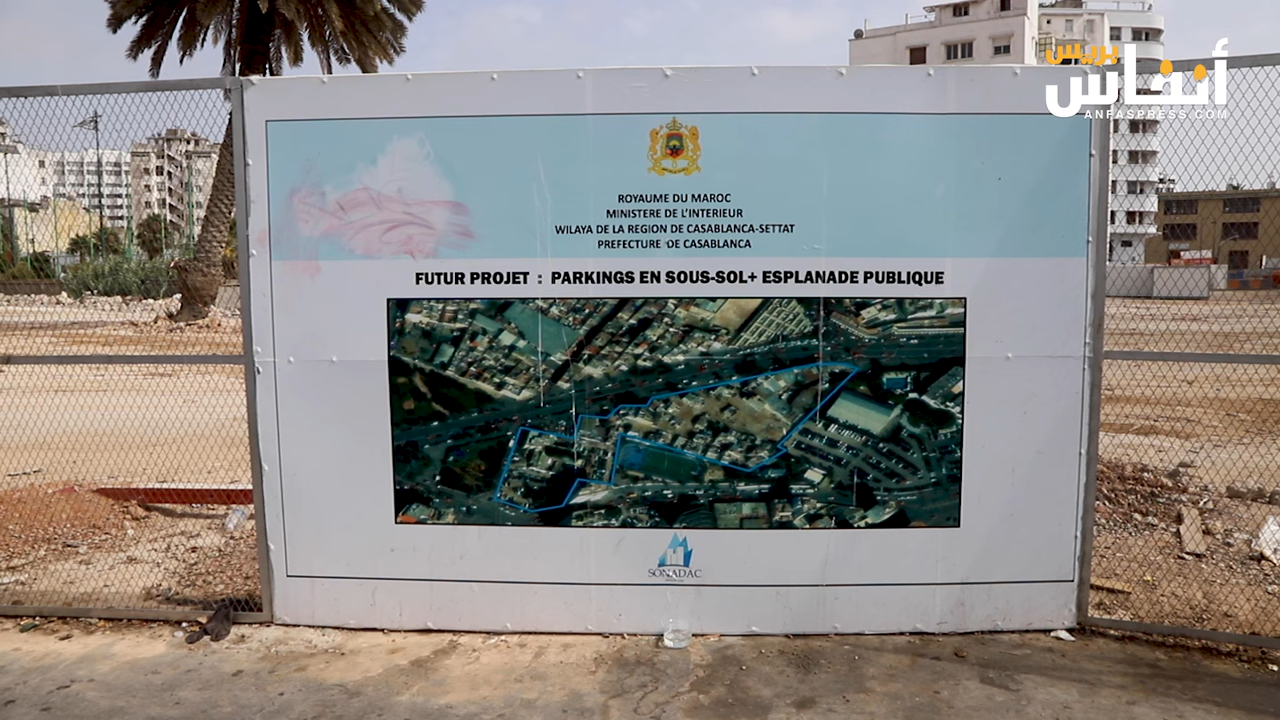 بريس
أنفاس
ANFASPRESS.COM
ROYAUME DU MAROC
MINISTERE DE L'INTERIEUR
WILAYA DE LA REGION DE CASABLANCA-SETTAT
PREFECTURE DE CASABLANCA
FUTUR PROJET : PARKINGS EN SOUS-SOL+ ESPLANADE PUBLIQUE
SONADAC